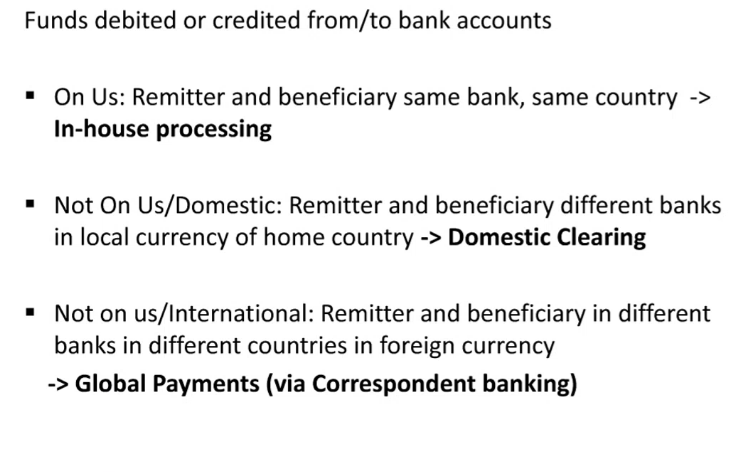 Funds debited or credited from/to bank accounts
▪ On Us: Remitter and beneficiary same bank, same country ->
In-house processing
▪ Not On Us/Domestic: Remitter and beneficiary different banks
in local currency of home country -> Domestic Clearing
▪ Not on us/International: Remitter and beneficiary in different
banks in different countries in foreign currency
-> Global Payments (via Correspondent banking)